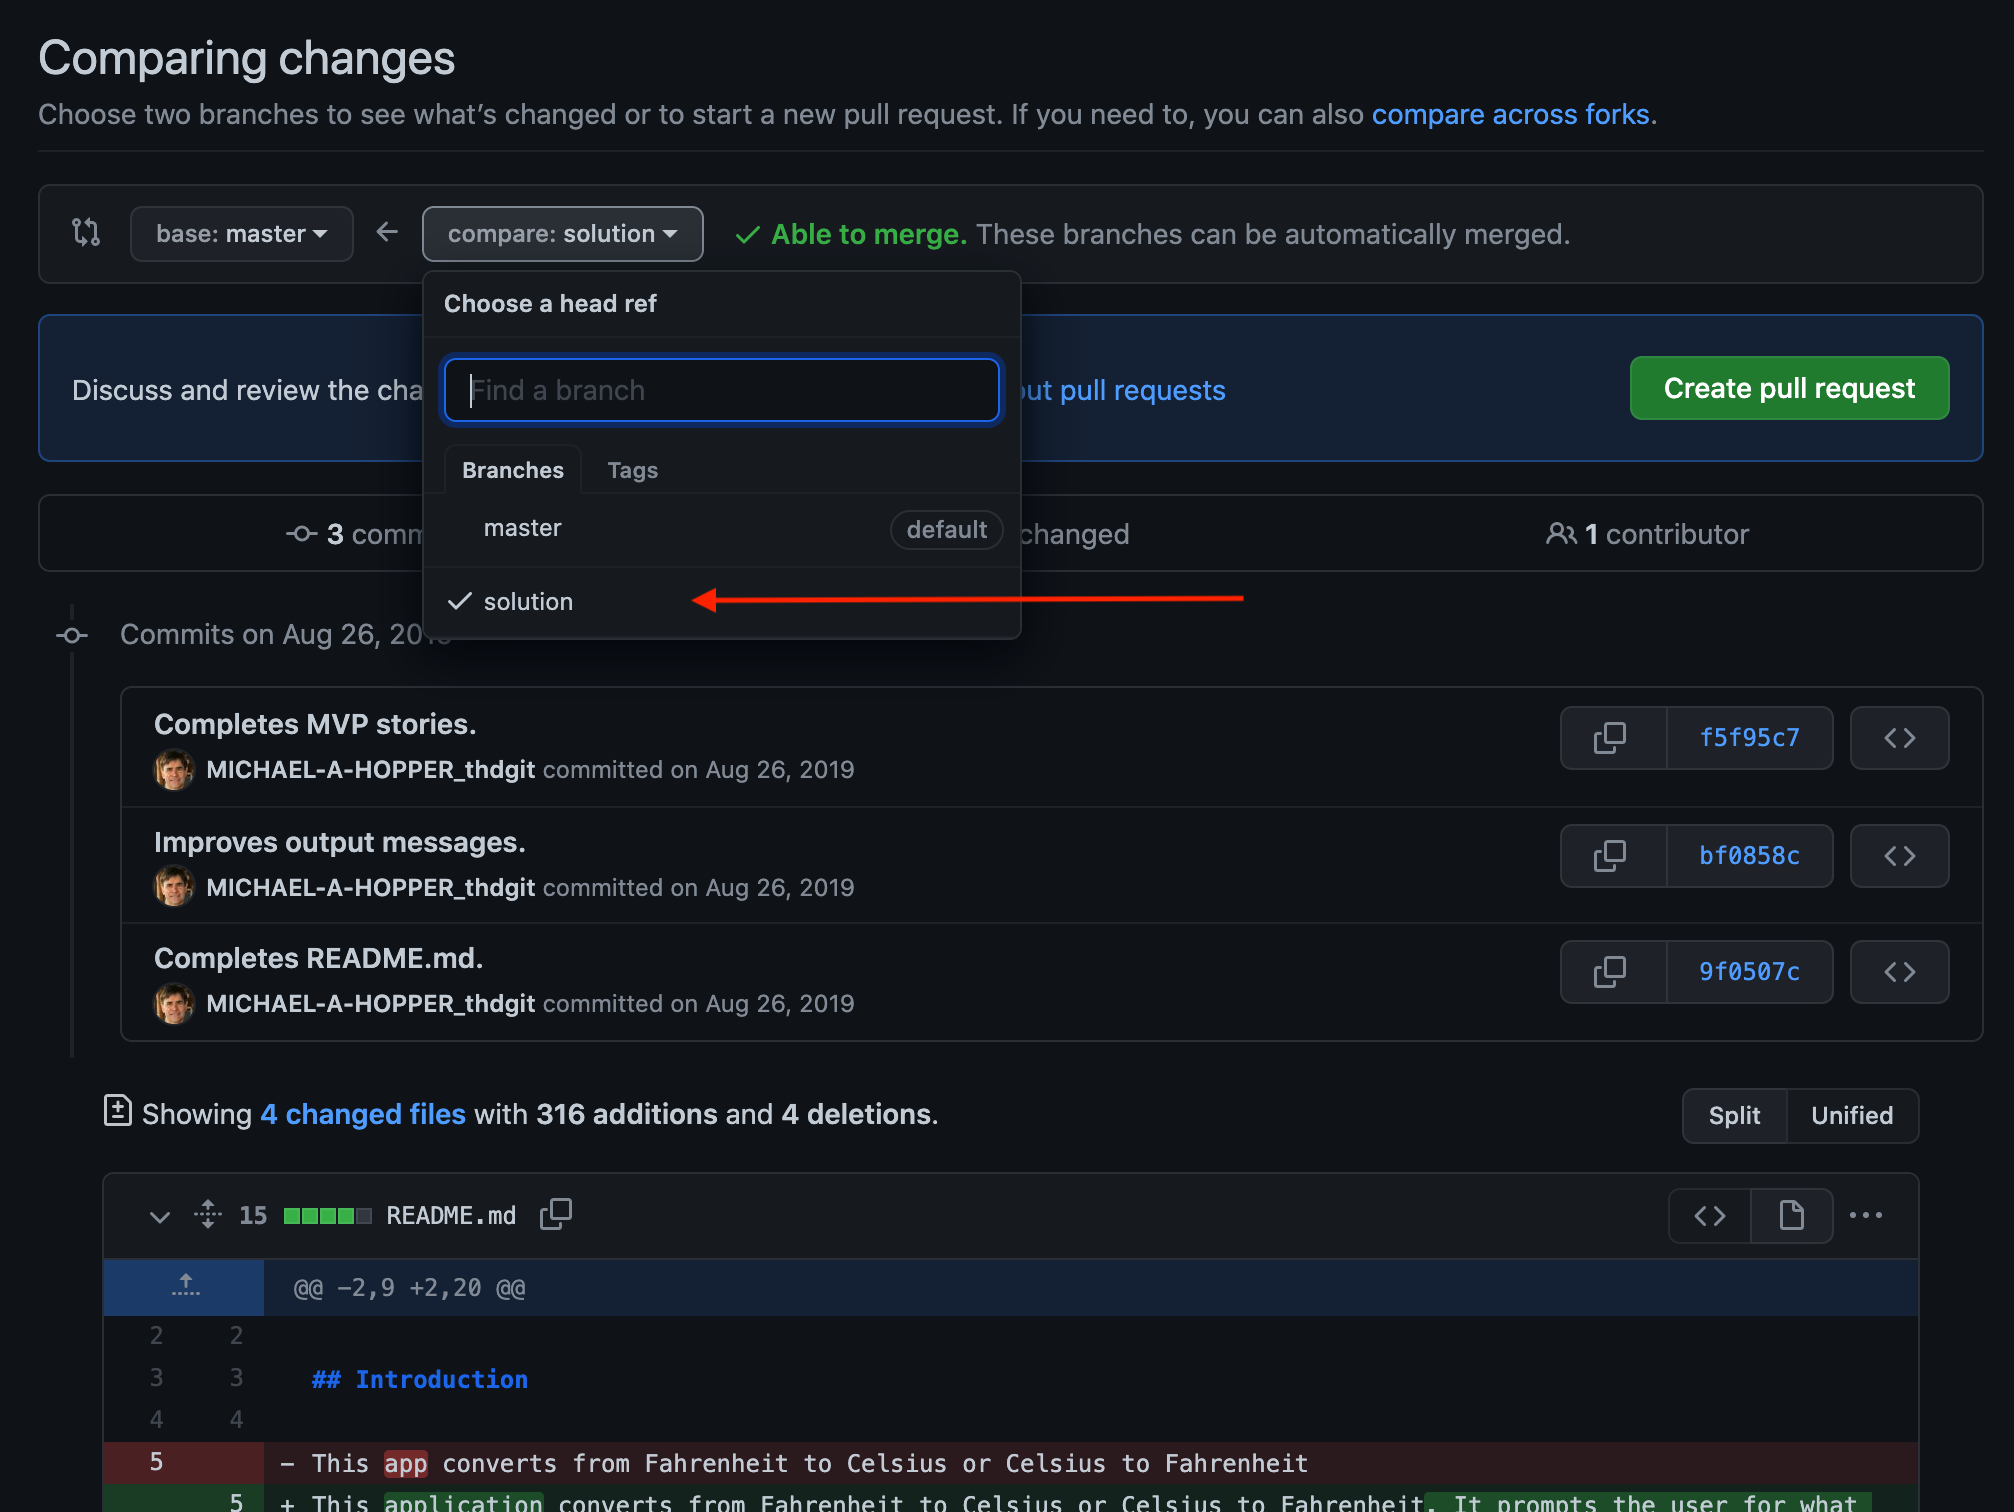 Comparing changes
Choose two branches to see what's changed or to start a new pull request. If you need to, you can also compare across forks.
base: master
compare: solution
Able to merge. These branches can be automatically merged.
Choose a head ref
Find a branch
Discuss and review the cha
ut pull requests
Create pull request
Branches Tags
master default
3 comm
changed
1 contributor
solution
Commits on Aug 26,
Completes MVP stories.
f5f95c7
MICHAEL-A-HOPPER_thdgit committed on Aug 26, 2019
Improves output messages.
bf0858c
MICHAEL-A-HOPPER_thdgit committed on Aug 26, 2019
Completes README.md.
9f0507c
MICHAEL-A-HOPPER_thdgit committed on Aug 26, 2019
Showing 4 changed files with 316 additions and 4 deletions.
Split Unified
15 README.md
@@ -2,9 +2,20 @@
2 2
3 3 ## Introduction
4 4
5 - This app converts from Fahrenheit to Celsius or Celsius to Fahrenheit
5 + This application converts from Fahrenheit to Celsius or Celsius to Fahrenheit. It prompts the user for what